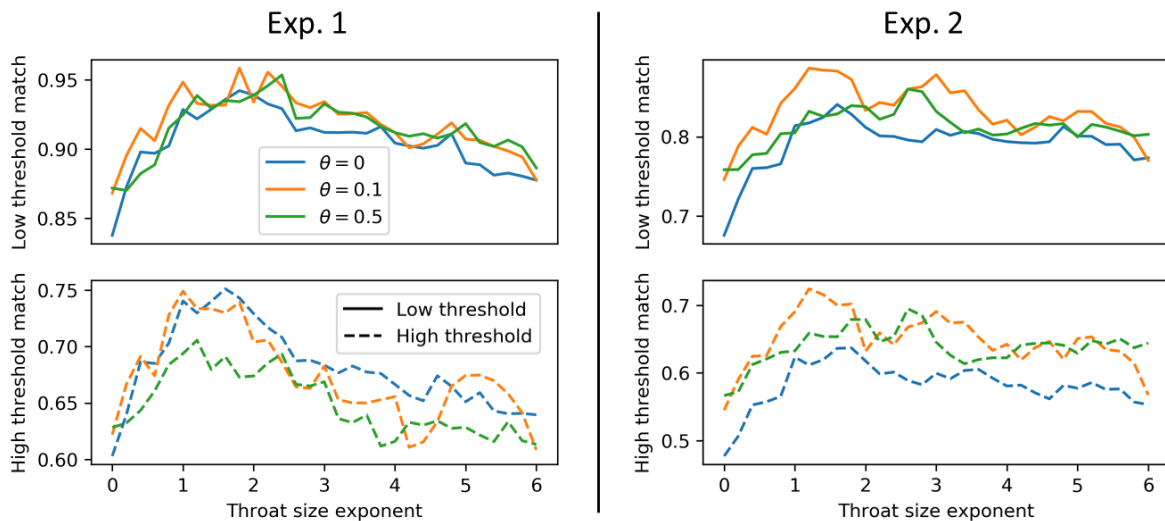 Exp. 1
Exp. 2
Low threshold match
0.95
0.90
0.85
θ = 0
θ = 0.1
θ = 0.5
Low threshold match
0.8
0.7
High threshold match
0.75
0.70
0.65
0.60
Low threshold
High threshold
0 1 2 3 4 5 6
Throat size exponent
High threshold match
0.7
0.6
0.5
0 1 2 3 4 5 6
Throat size exponent